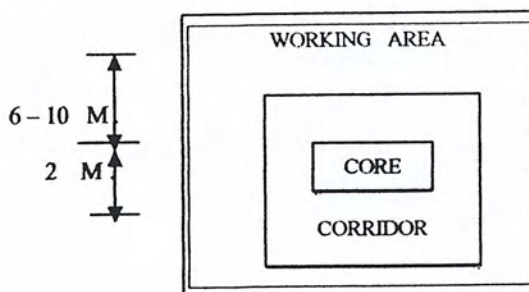 WORKING AREA
6 – 10 M
2 M
CORE
CORRIDOR